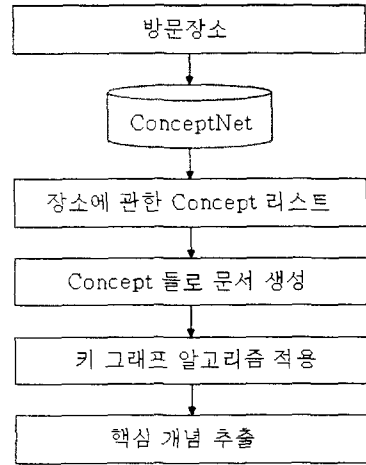 방문장소
ConceptNet
장소에 관한 Concept 리스트
Concept 들로 문서 생성
키 그래프 알고리즘 적용
핵심 개념 추출